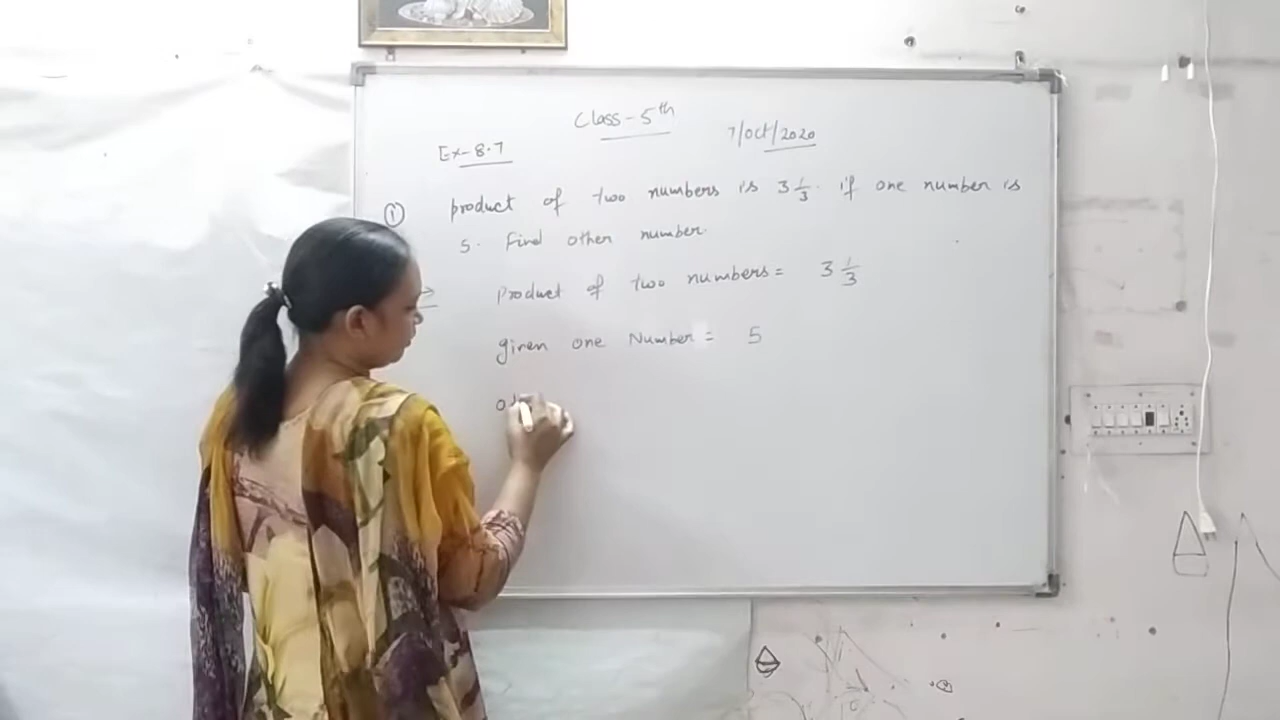 Class - 5th
Ex-8.7
7/Oct/2020
① product of two numbers is 3 1/3. if one number is
5. Find other number.
→ product of two numbers = 3 1/3
given one Number = 5